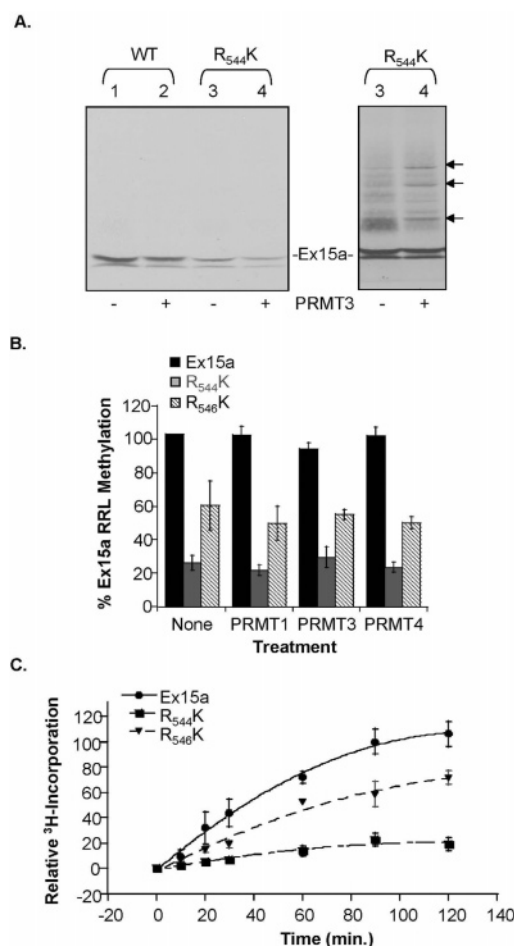 A.
WT R₅₄₄K R₅₄₄K
1 2 3 4 3 4
-Ex15a-
- + - + PRMT3 - +
B.
Ex15a
R₅₄₄K
R₅₄₆K
% Ex15a RRL Methylation
120
100
80
60
40
20
0
None PRMT1 PRMT3 PRMT4
Treatment
C.
Ex15a
R₅₄₄K
R₅₄₆K
Relative ³H-Incorporation
120
100
80
60
40
20
0
-20
0 20 40 60 80 100 120 140
Time (min.)